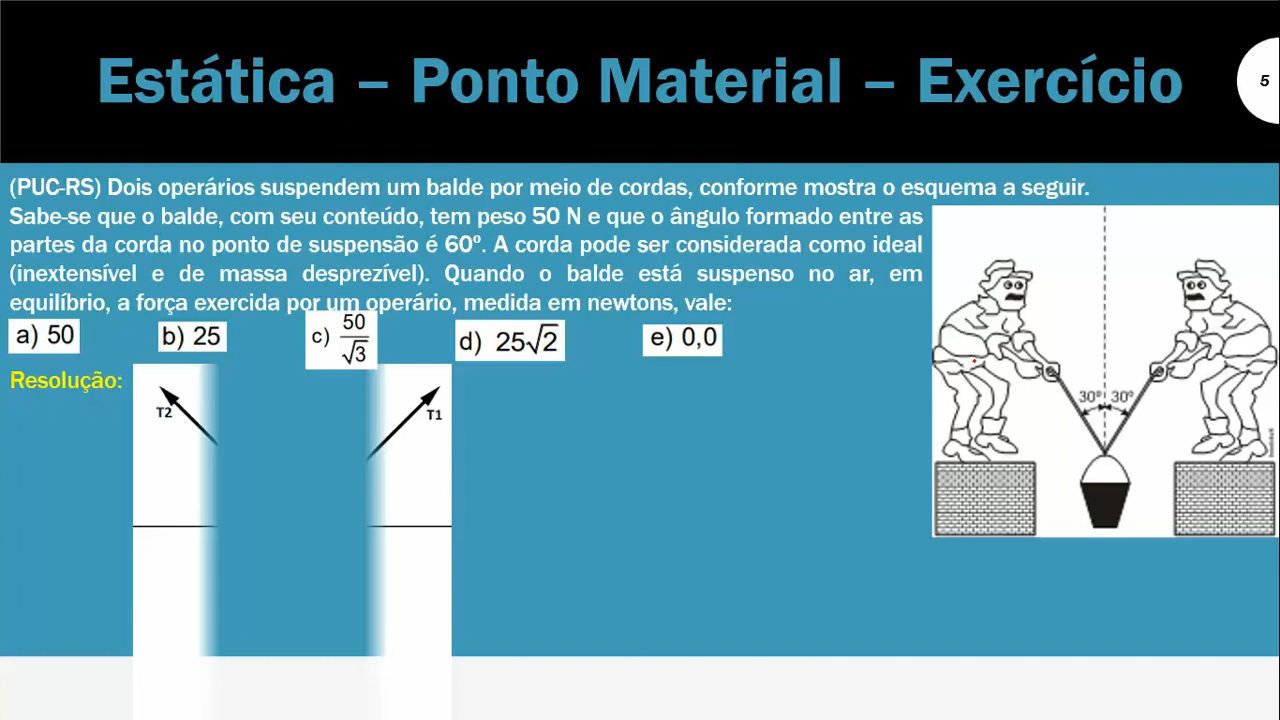 Estática – Ponto Material – Exercício
5
(PUC-RS) Dois operários suspendem um balde por meio de cordas, conforme mostra o esquema a seguir.
Sabe-se que o balde, com seu conteúdo, tem peso 50 N e que o ângulo formado entre as
partes da corda no ponto de suspensão é 60º. A corda pode ser considerada como ideal
(inextensível e de massa desprezível). Quando o balde está suspenso no ar, em
equilíbrio, a força exercida por um operário, medida em newtons, vale:
a) 50
b) 25
c) 50/√3
d) 25√2
e) 0,0
Resolução:
T2
T1
30º 30º